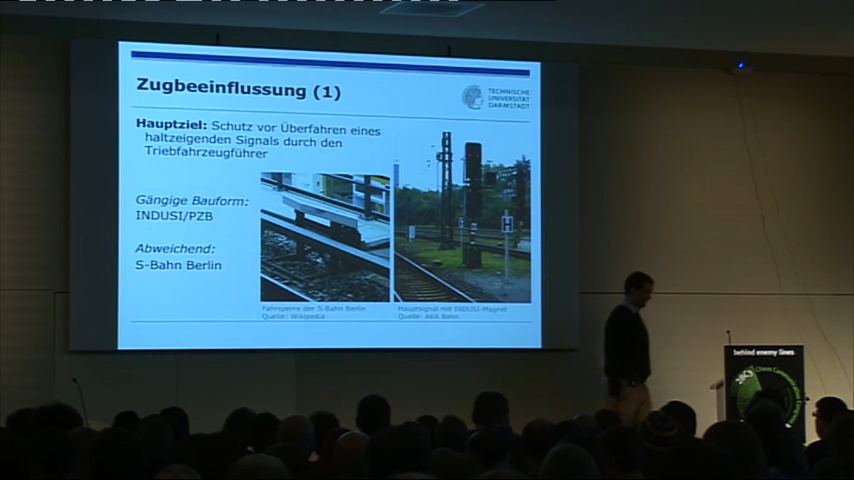 Zugbeeinflussung (1)
TECHNISCHE
UNIVERSITÄT
DARMSTADT
Hauptziel: Schutz vor Überfahren eines
haltzeigenden Signals durch den
Triebfahrzeugführer
Gängige Bauform:
INDUSI/PZB
Abweichend:
S-Bahn Berlin
H
Fahrsperre der S-Bahn Berlin
Quelle: Wikipedia
Hauptsignal mit INDUSI-Magnet
Quelle: AKA Bahn
behind enemy lines
29C3